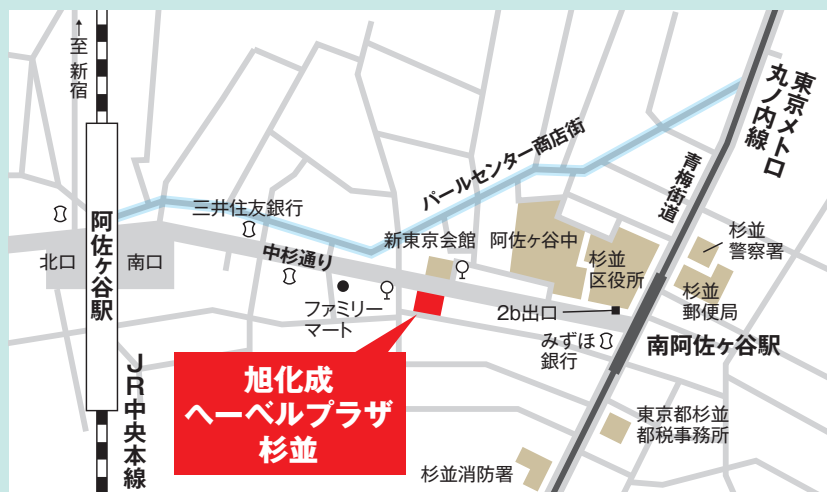 ↑至 新宿
阿佐ヶ谷駅
北口
南口
JR中央本線
三井住友銀行
中杉通り
ファミリー
マート
パールセンター商店街
新東京会館
阿佐ヶ谷中
杉並
区役所
2b出口
みずほ
銀行
青梅街道
東京メトロ
丸ノ内線
杉並
警察署
杉並
郵便局
南阿佐ヶ谷駅
旭化成
ヘーベルプラザ
杉並
東京都杉並
都税事務所
杉並消防署